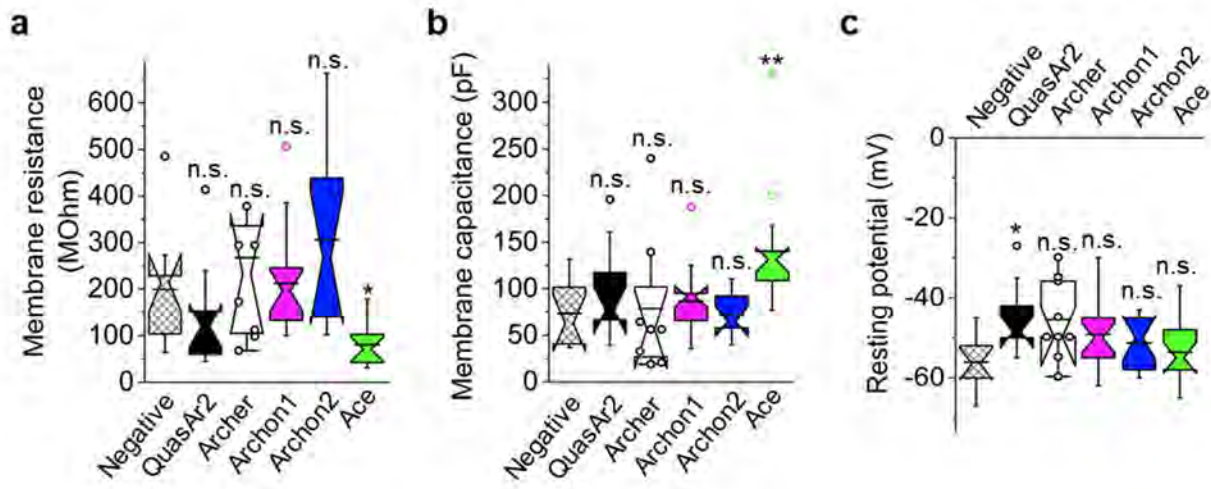 a
Membrane resistance
(MOhm)
600
500
400
300
200
100
0
n.s.
n.s.
n.s.
n.s.
*
Negative
QuasAr2
Archer
Archon1
Archon2
Ace
b
Membrane capacitance (pF)
300
250
200
150
100
50
0
n.s.
n.s.
n.s.
n.s.
**
Negative
QuasAr2
Archer
Archon1
Archon2
Ace
c
Negative
QuasAr2
Archer
Archon1
Archon2
Ace
Resting potential (mV)
0
-20
-40
-60
*
n.s.
n.s.
n.s.
n.s.